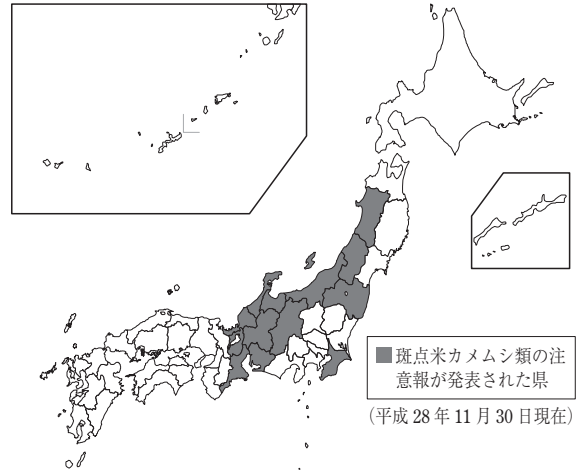 斑点米カメムシ類の注
意報が発表された県
(平成 28 年 11 月 30 日現在)